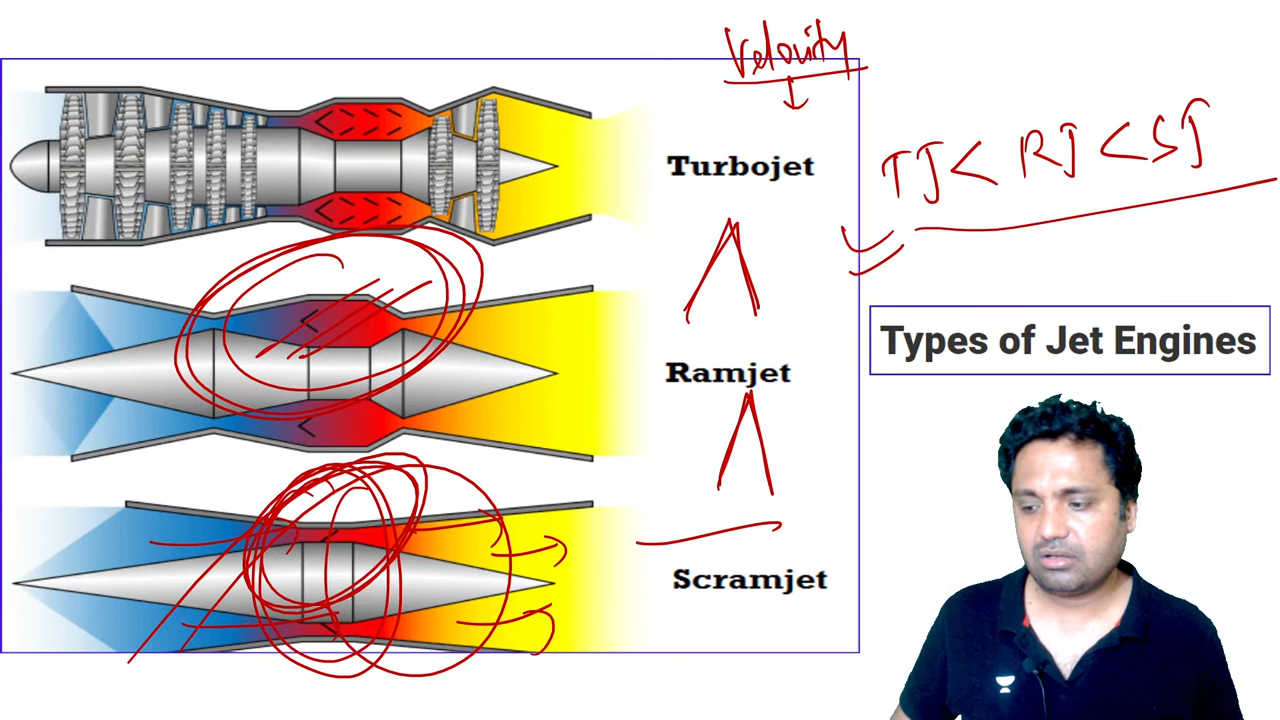 Velocity
Turbojet
TJ < RJ < SJ
Types of Jet Engines
Ramjet
Scramjet